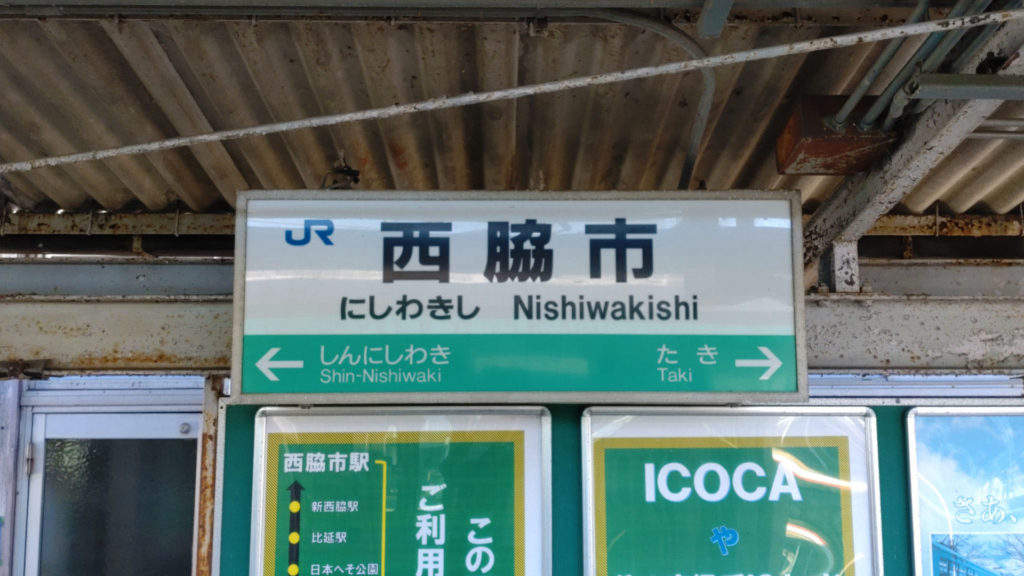 JR 西脇市
にしわきし Nishiwakishi
← しんにしわき たき →
Shin-Nishiwaki Taki
西脇市駅
新西脇駅
比延駅
日本へそ公園
この
ご利用
ICOCA
や
さあ、